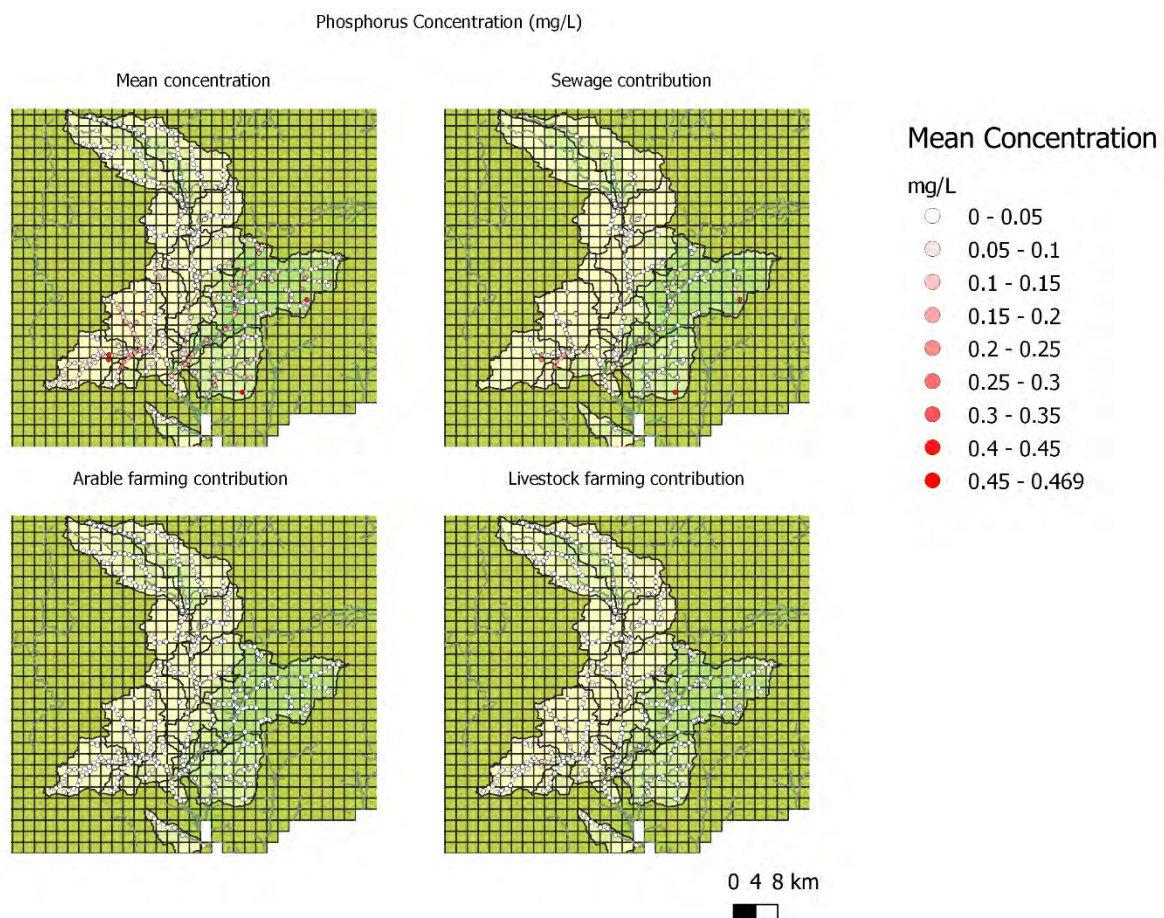 Phosphorus Concentration (mg/L)
Mean concentration
Sewage contribution
Mean Concentration
mg/L
0 - 0.05
0.05 - 0.1
0.1 - 0.15
0.15 - 0.2
0.2 - 0.25
0.25 - 0.3
0.3 - 0.35
0.4 - 0.45
0.45 - 0.469
Arable farming contribution
Livestock farming contribution
0 4 8 km